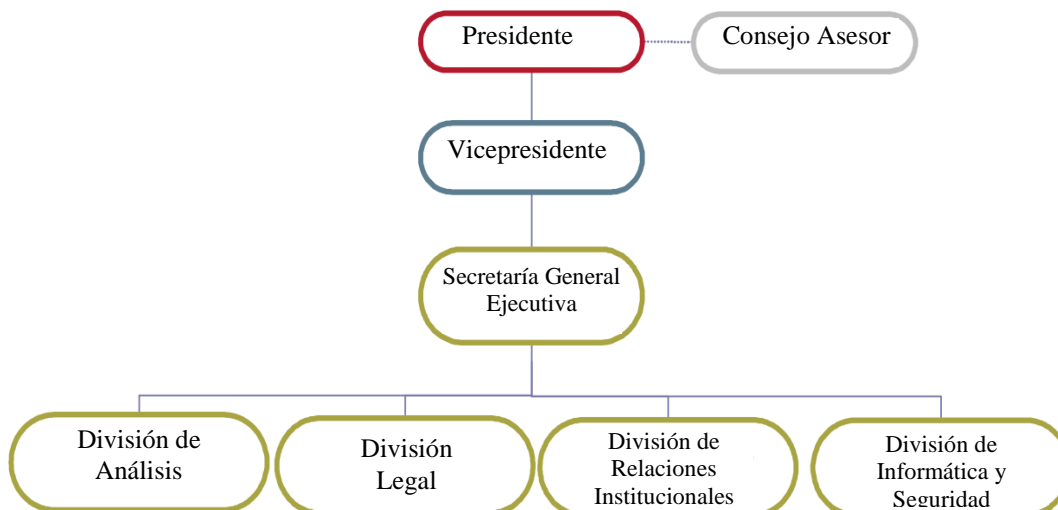 Presidente
Consejo Asesor
Vicepresidente
Secretaría General
Ejecutiva
División de
Análisis
División
Legal
División de
Relaciones
Institucionales
División de
Informática y
Seguridad